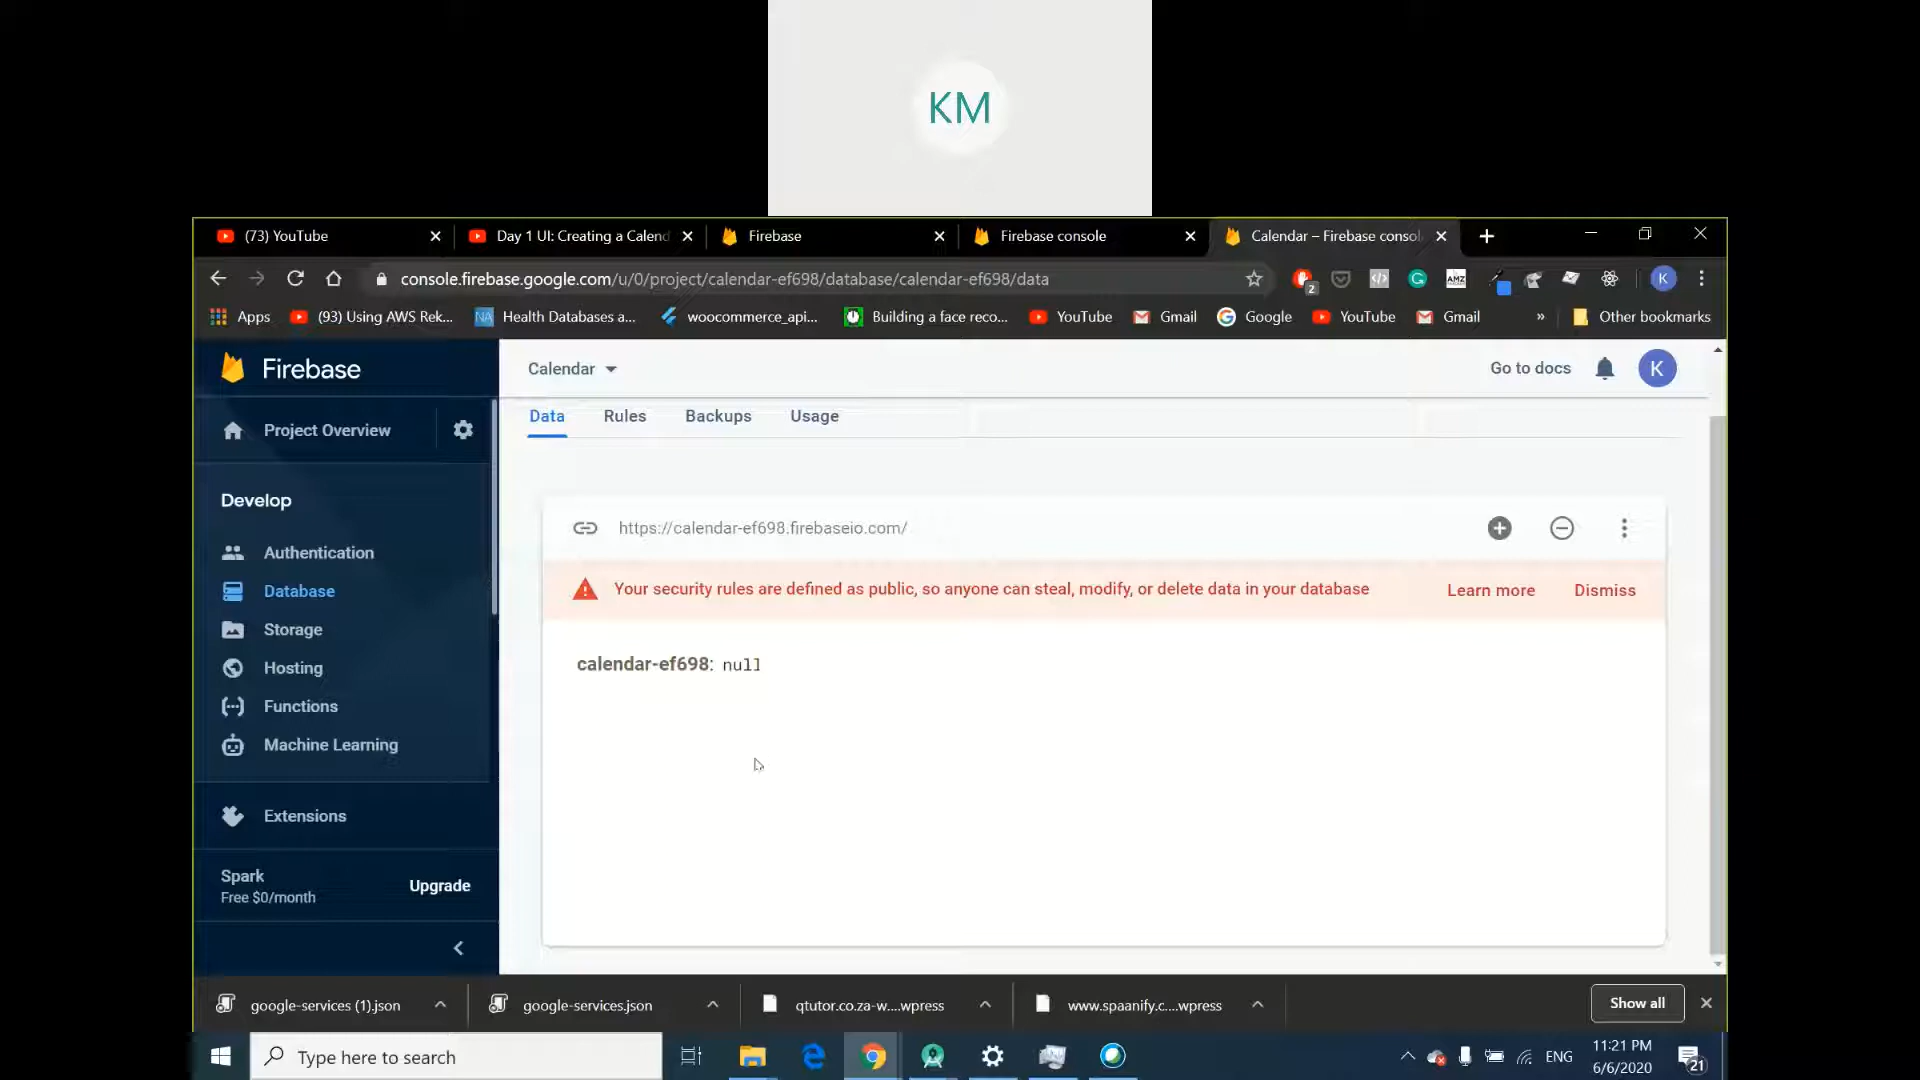 KM
(73) YouTube
Day 1 UI: Creating a Calend
Firebase
Firebase console
Calendar – Firebase consol
console.firebase.google.com/u/0/project/calendar-ef698/database/calendar-ef698/data
2
AMZ
K
Apps
(93) Using AWS Rek...
NA
Health Databases a...
woocommerce_api...
Building a face reco...
YouTube
Gmail
Google
YouTube
Gmail
»
Other bookmarks
Firebase
Calendar
Go to docs
K
Project Overview
Data
Rules
Backups
Usage
Develop
Authentication
Database
Storage
Hosting
Functions
Machine Learning
Extensions
Spark
Free $0/month
Upgrade
https://calendar-ef698.firebaseio.com/
Your security rules are defined as public, so anyone can steal, modify, or delete data in your database
Learn more
Dismiss
calendar-ef698: null
google-services (1).json
google-services.json
qtutor.co.za-w....wpress
www.spaanify.c....wpress
Show all
Type here to search
ENG
11:21 PM
6/6/2020
21